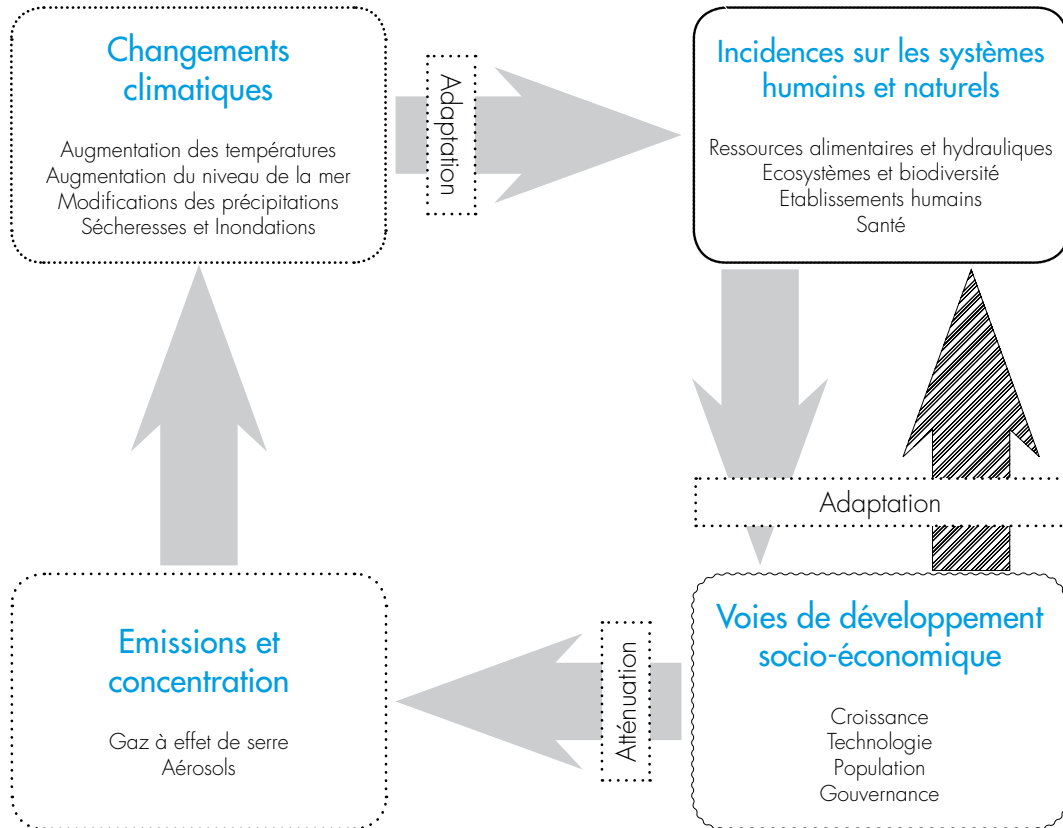 Changements
climatiques
Augmentation des températures
Augmentation du niveau de la mer
Modifications des précipitations
Sécheresses et Inondations
Adaptation
Incidences sur les systèmes
humains et naturels
Ressources alimentaires et hydrauliques
Ecosystèmes et biodiversité
Etablissements humains
Santé
Adaptation
Emissions et
concentration
Gaz à effet de serre
Aérosols
Atténuation
Voies de développement
socio-économique
Croissance
Technologie
Population
Gouvernance